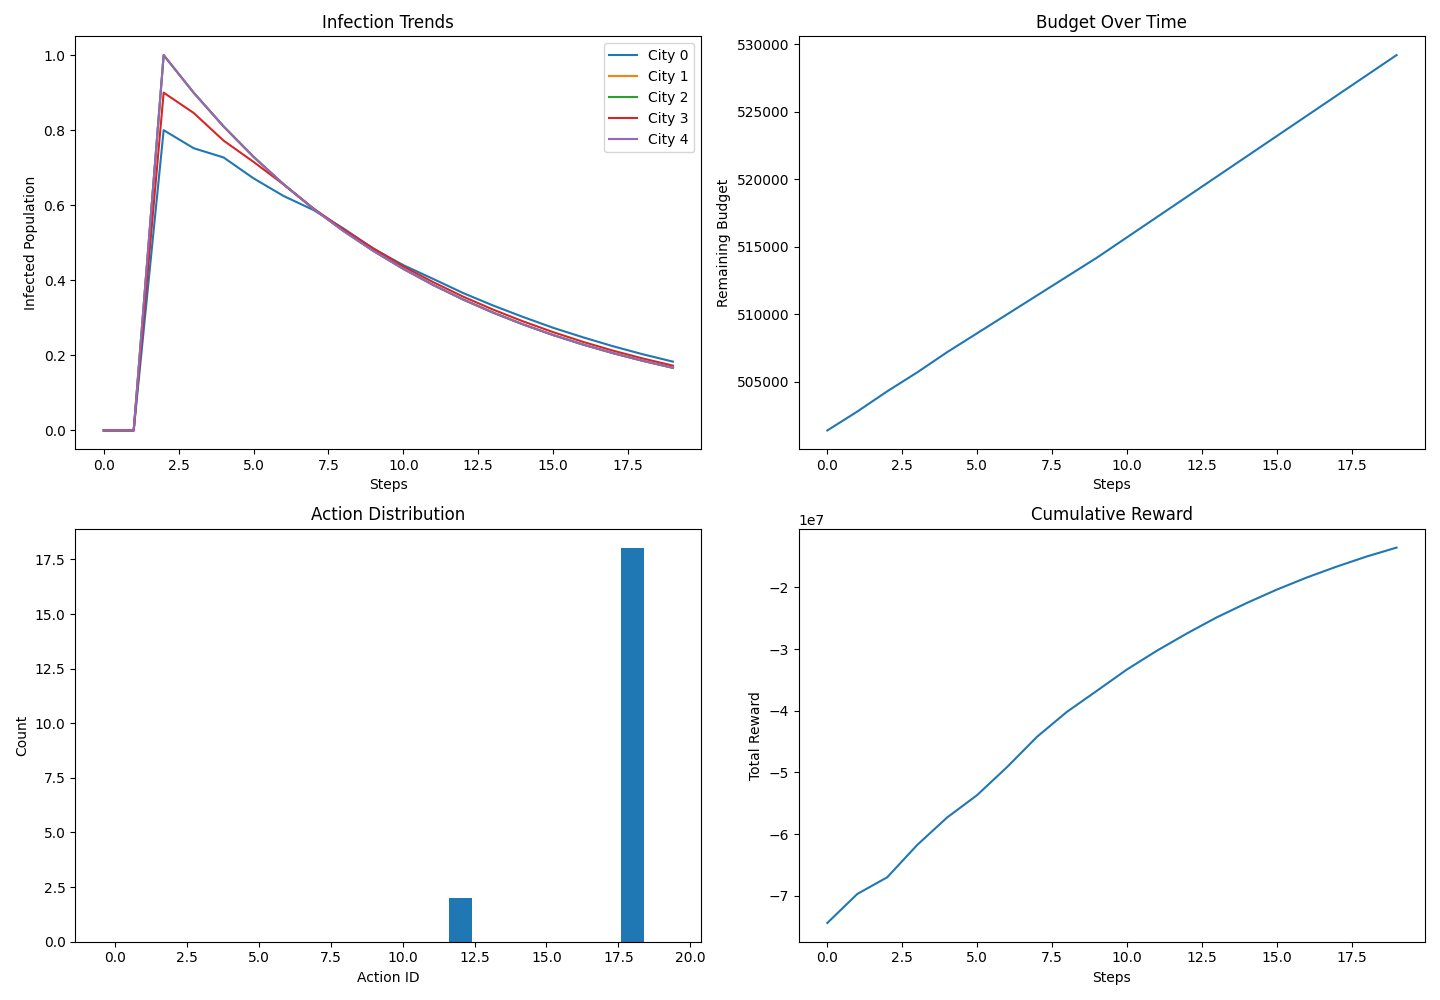 Infection Trends
Infected Population
1.0
0.8
0.6
0.4
0.2
0.0
City 0
City 1
City 2
City 3
City 4
0.0 2.5 5.0 7.5 10.0 12.5 15.0 17.5
Steps
Budget Over Time
Remaining Budget
530000
525000
520000
515000
510000
505000
0.0 2.5 5.0 7.5 10.0 12.5 15.0 17.5
Steps
Action Distribution
Count
17.5
15.0
12.5
10.0
7.5
5.0
2.5
0.0
0.0 2.5 5.0 7.5 10.0 12.5 15.0 17.5 20.0
Action ID
Cumulative Reward
1e7
Total Reward
−2
−3
−4
−5
−6
−7
0.0 2.5 5.0 7.5 10.0 12.5 15.0 17.5
Steps